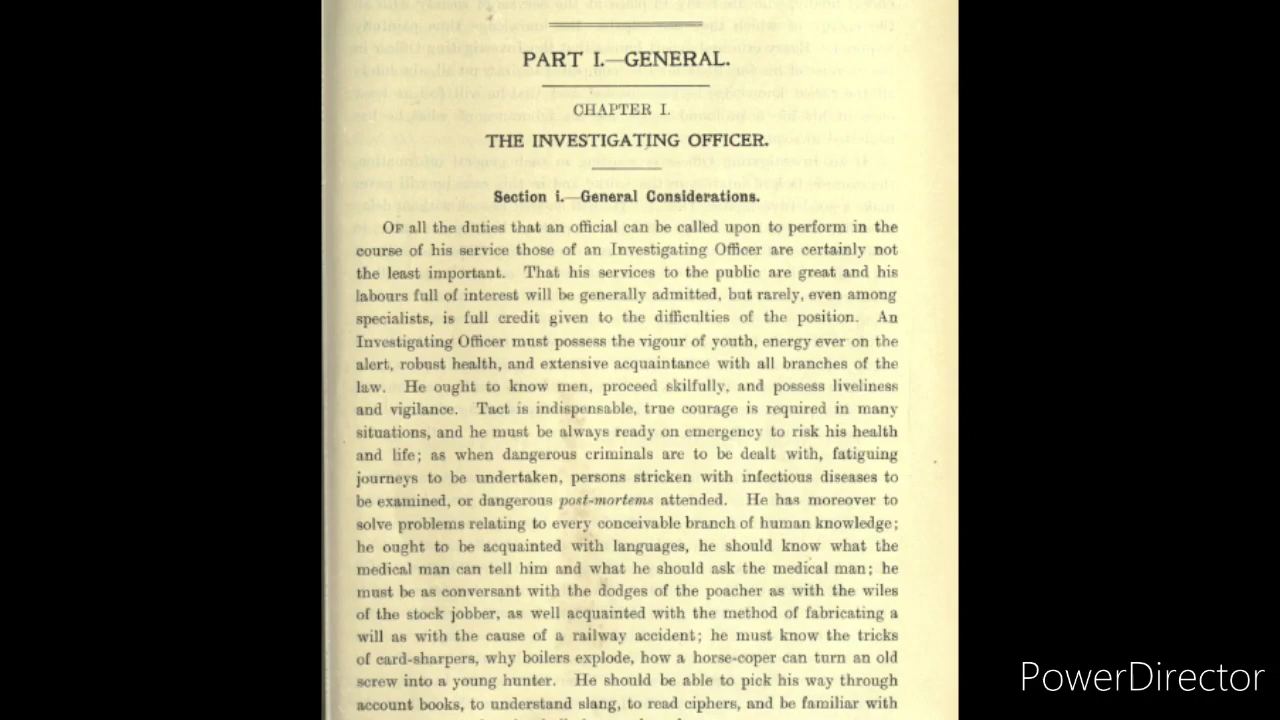 PART I.—GENERAL.
CHAPTER I.
THE INVESTIGATING OFFICER.
Section i.—General Considerations.
OF all the duties that an official can be called upon to perform in the
course of his service those of an Investigating Officer are certainly not
the least important. That his services to the public are great and his
labours full of interest will be generally admitted, but rarely, even among
specialists, is full credit given to the difficulties of the position. An
Investigating Officer must possess the vigour of youth, energy ever on the
alert, robust health, and extensive acquaintance with all branches of the
law. He ought to know men, proceed skilfully, and possess liveliness
and vigilance. Tact is indispensable, true courage is required in many
situations, and he must be always ready on emergency to risk his health
and life; as when dangerous criminals are to be dealt with, fatiguing
journeys to be undertaken, persons stricken with infectious diseases to
be examined, or dangerous post-mortems attended. He has moreover to
solve problems relating to every conceivable branch of human knowledge;
he ought to be acquainted with languages, he should know what the
medical man can tell him and what he should ask the medical man; he
must be as conversant with the dodges of the poacher as with the wiles
of the stock jobber, as well acquainted with the method of fabricating a
will as with the cause of a railway accident; he must know the tricks
of card-sharpers, why boilers explode, how a horse-coper can turn an old
screw into a young hunter. He should be able to pick his way through
account books, to understand slang, to read ciphers, and be familiar with
PowerDirector